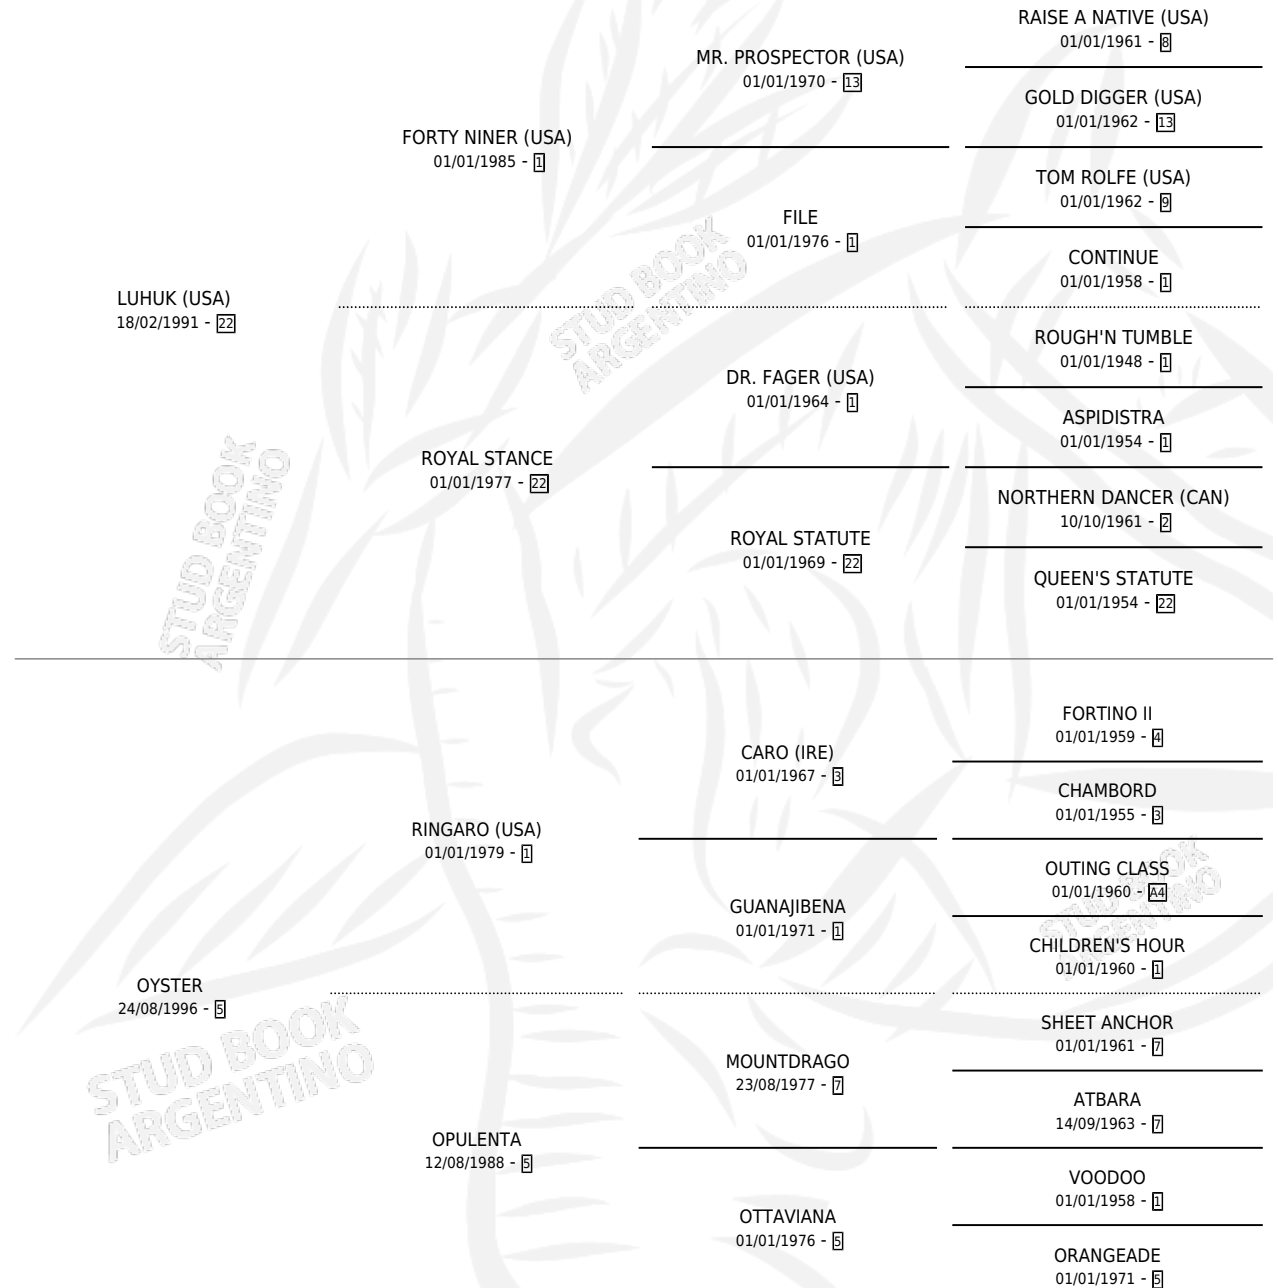 RAISE A NATIVE (USA)
01/01/1961 - 8
MR. PROSPECTOR (USA)
01/01/1970 - 13
GOLD DIGGER (USA)
01/01/1962 - 13
FORTY NINER (USA)
01/01/1985 - 1
TOM ROLFE (USA)
01/01/1962 - 9
FILE
01/01/1976 - 1
CONTINUE
01/01/1958 - 1
LUHUK (USA)
18/02/1991 - 22
STUD BOOK
ARGENTINO
ROUGH'N TUMBLE
01/01/1948 - 1
DR. FAGER (USA)
01/01/1964 - 1
ASPIDISTRA
01/01/1954 - 1
ROYAL STANCE
01/01/1977 - 22
NORTHERN DANCER (CAN)
10/10/1961 - 2
ROYAL STATUTE
01/01/1969 - 22
QUEEN'S STATUTE
01/01/1954 - 22
STUD BOOK
ARGENTINO
FORTINO II
01/01/1959 - 4
CARO (IRE)
01/01/1967 - 3
CHAMBORD
01/01/1955 - 3
RINGARO (USA)
01/01/1979 - 1
OUTING CLASS
01/01/1960 - A4
GUANAJIBENA
01/01/1971 - 1
CHILDREN'S HOUR
01/01/1960 - 1
STUD BOOK
ARGENTINO
OYSTER
24/08/1996 - 5
STUD BOOK
ARGENTINO
SHEET ANCHOR
01/01/1961 - 7
MOUNTDRAGO
23/08/1977 - 7
ATBARA
14/09/1963 - 7
OPULENTA
12/08/1988 - 5
VOODOO
01/01/1958 - 1
OTTAVIANA
01/01/1976 - 5
ORANGEADE
01/01/1971 - 5